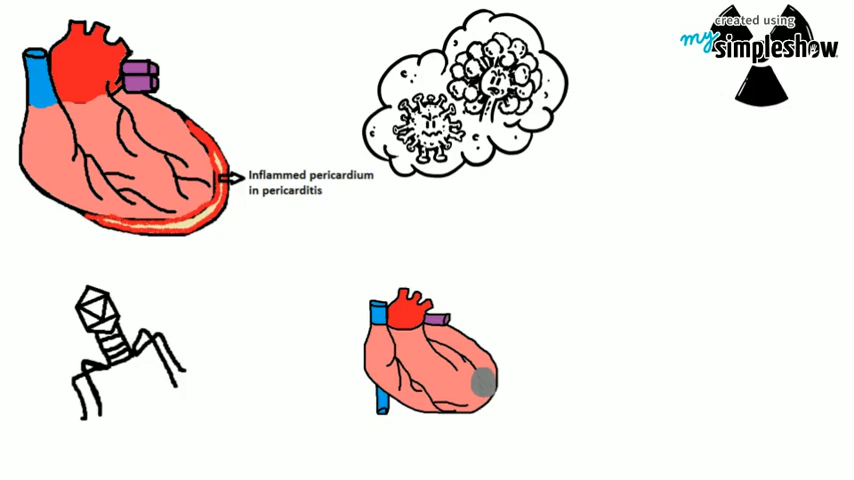 created using
my simpleshow
Inflammed pericardium
in pericarditis